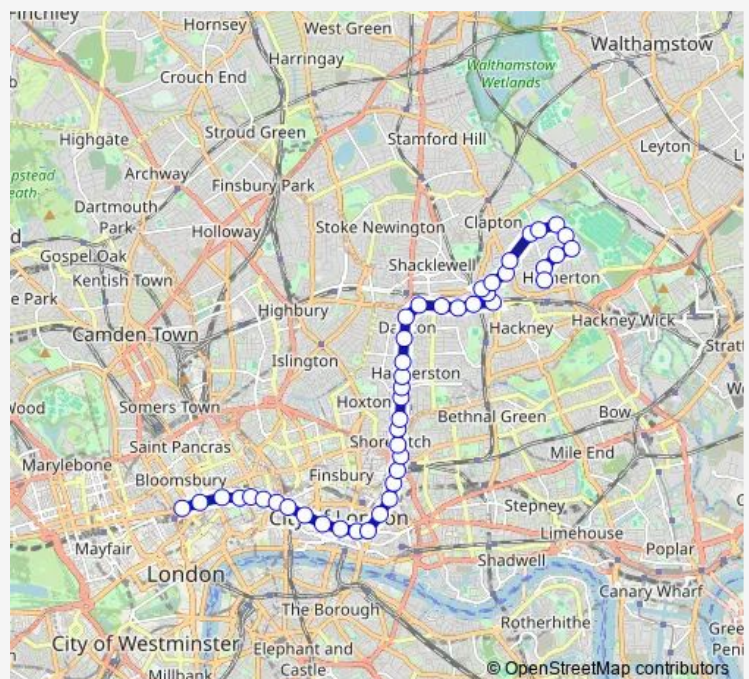 Finchley
Hornsey
West Green
Harringay
Walthamstow
Crouch End
Walthamstow
Wetlands
Highgate
Stroud Green
Stamford Hill
Leyton
Archway
Finsbury Park
Dartmouth
Park
Holloway
Stoke Newington
Clapton
Gospel Oak
Kentish Town
Shacklewell
Highbury
Hackney Wick
Hackney
Camden Town
Islington
Somers Town
Hoxton
Bethnal Green
Bow
Saint Pancras
Mile End
Marylebone
Bloomsbury
Finsbury
Stepney
Limehouse
Mayfair
Poplar
Shadwell
London
Canary Wharf
The Borough
Rotherhithe
City of Westminster
Elephant and
Castle
Millbank
© OpenStreetMap contributors